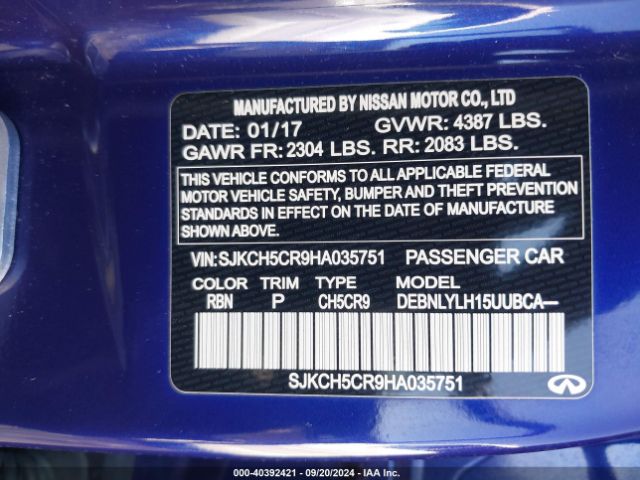 MANUFACTURED BY NISSAN MOTOR CO., LTD
DATE: 01/17 GVWR: 4387 LBS.
GAWR FR: 2304 LBS. RR: 2083 LBS.
THIS VEHICLE CONFORMS TO ALL APPLICABLE FEDERAL
MOTOR VEHICLE SAFETY, BUMPER AND THEFT PREVENTION
STANDARDS IN EFFECT ON THE DATE OF MANUFACTURE
SHOWN ABOVE.
VIN:SJKCH5CR9HA035751 PASSENGER CAR
COLOR TRIM TYPE MODEL
RBN P CH5CR9 DEBNLYLH15UUBCA—
SJKCH5CR9HA035751
000-40392421 - 09/20/2024 - IAA Inc.